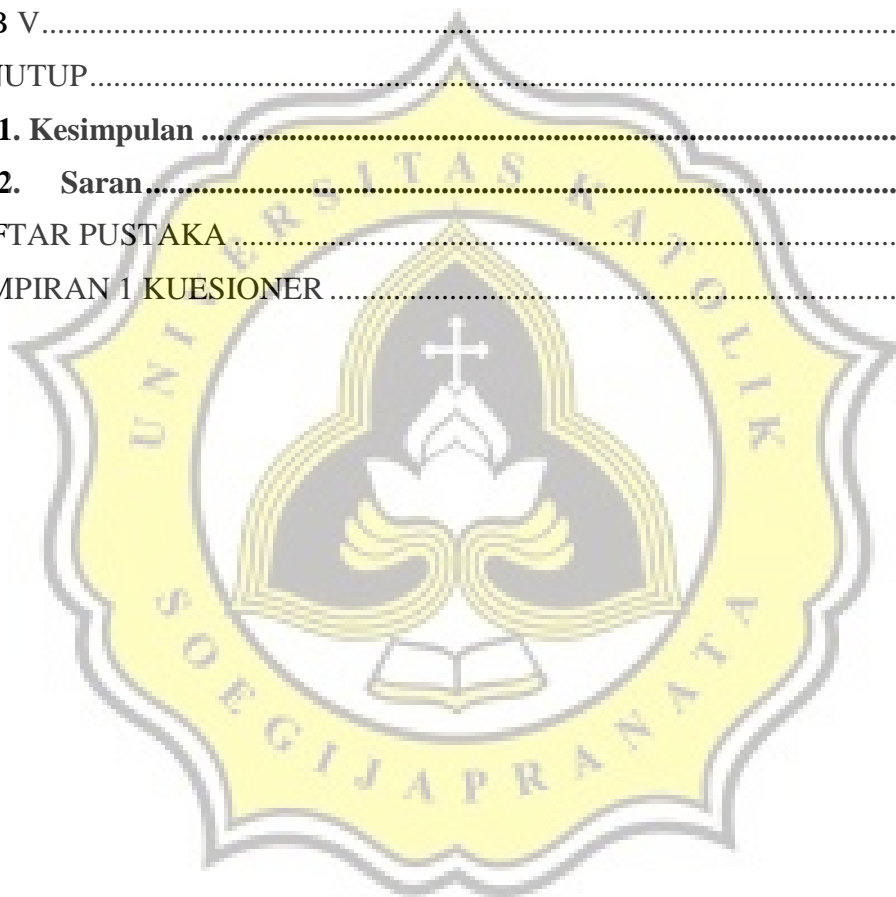 B V
NUTUP
1. Kesimpulan
2. Saran
FTAR PUSTAKA
MPIRAN 1 KUESIONER
UNIVERSITAS KATOLIK
SOEGIJAPRANATA